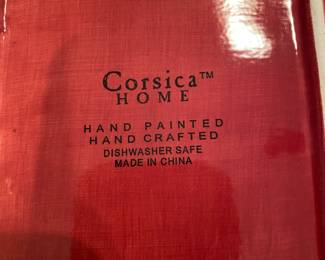 Corsica™
HOME
HAND PAINTED
HAND CRAFTED
DISHWASHER SAFE
MADE IN CHINA